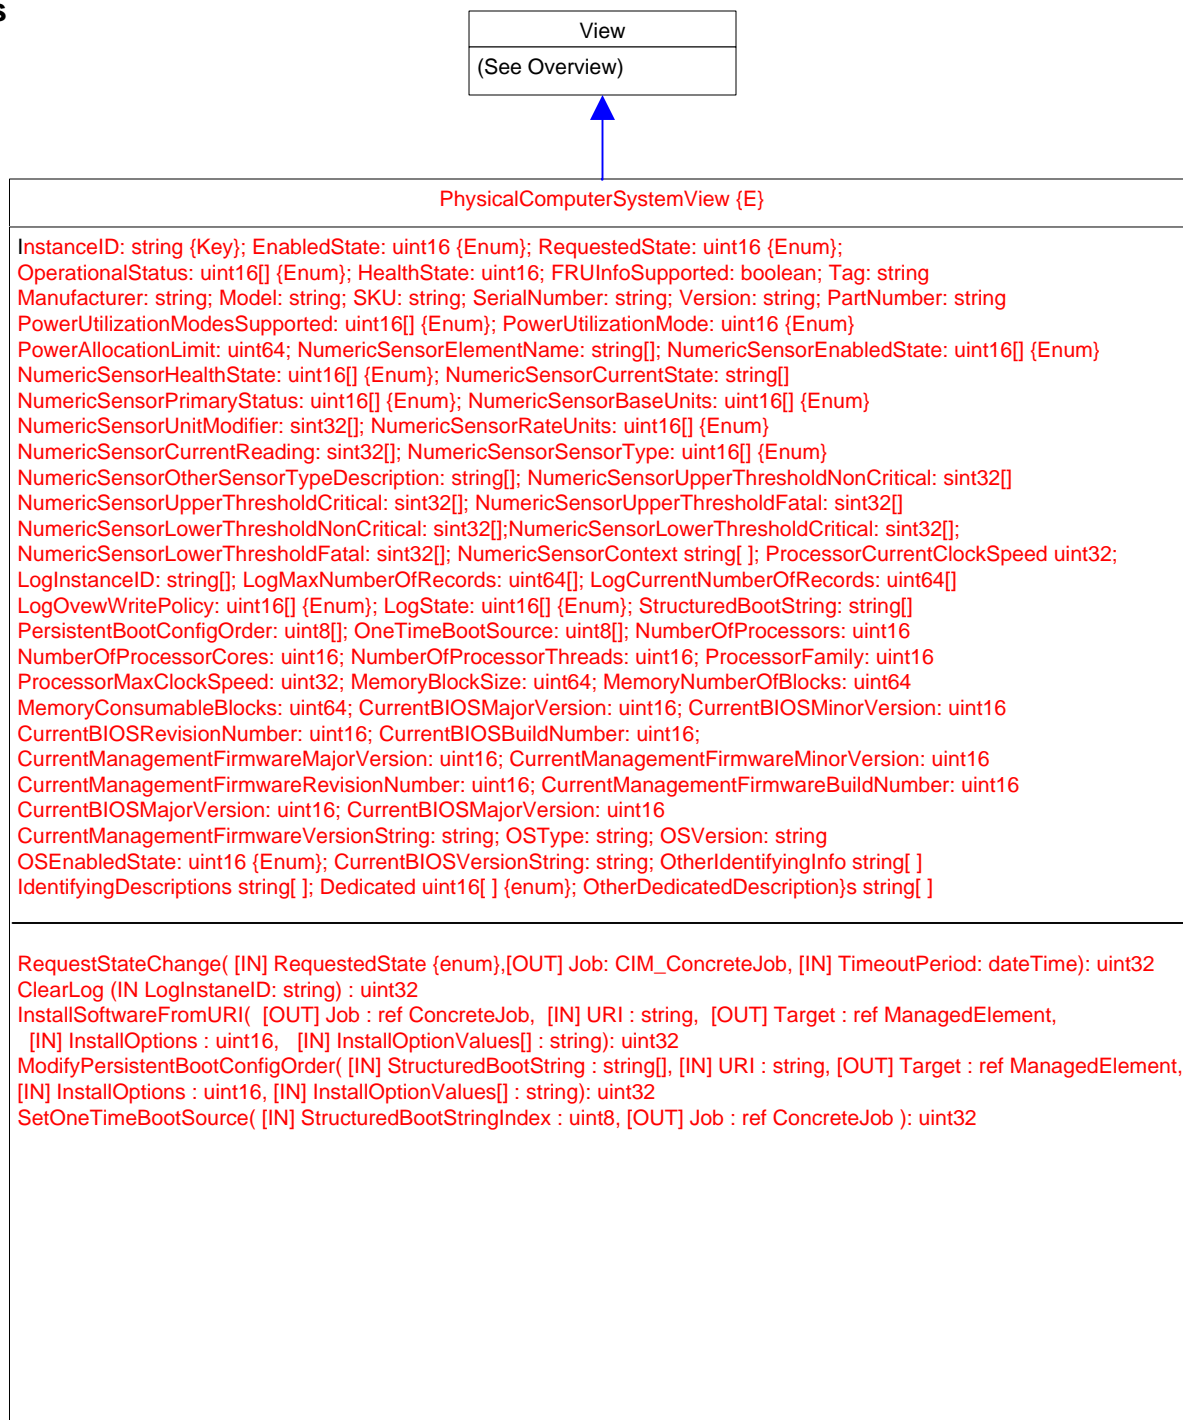 s
View
(See Overview)
PhysicalComputerSystemView {E}
InstanceID: string {Key}; EnabledState: uint16 {Enum}; RequestedState: uint16 {Enum};
OperationalStatus: uint16[] {Enum}; HealthState: uint16; FRUInfoSupported: boolean; Tag: string
Manufacturer: string; Model: string; SKU: string; SerialNumber: string; Version: string; PartNumber: string
PowerUtilizationModesSupported: uint16[] {Enum}; PowerUtilizationMode: uint16 {Enum}
PowerAllocationLimit: uint64; NumericSensorElementName: string[]; NumericSensorEnabledState: uint16[] {Enum}
NumericSensorHealthState: uint16[] {Enum}; NumericSensorCurrentState: string[]
NumericSensorPrimaryStatus: uint16[] {Enum}; NumericSensorBaseUnits: uint16[] {Enum}
NumericSensorUnitModifier: sint32[]; NumericSensorRateUnits: uint16[] {Enum}
NumericSensorCurrentReading: sint32[]; NumericSensorSensorType: uint16[] {Enum}
NumericSensorOtherSensorTypeDescription: string[]; NumericSensorUpperThresholdNonCritical: sint32[]
NumericSensorUpperThresholdCritical: sint32[]; NumericSensorUpperThresholdFatal: sint32[]
NumericSensorLowerThresholdNonCritical: sint32[];NumericSensorLowerThresholdCritical: sint32[];
NumericSensorLowerThresholdFatal: sint32[]; NumericSensorContext string[ ]; ProcessorCurrentClockSpeed uint32;
LogInstanceID: string[]; LogMaxNumberOfRecords: uint64[]; LogCurrentNumberOfRecords: uint64[]
LogOvewWritePolicy: uint16[] {Enum}; LogState: uint16[] {Enum}; StructuredBootString: string[]
PersistentBootConfigOrder: uint8[]; OneTimeBootSource: uint8[]; NumberOfProcessors: uint16
NumberOfProcessorCores: uint16; NumberOfProcessorThreads: uint16; ProcessorFamily: uint16
ProcessorMaxClockSpeed: uint32; MemoryBlockSize: uint64; MemoryNumberOfBlocks: uint64
MemoryConsumableBlocks: uint64; CurrentBIOSMajorVersion: uint16; CurrentBIOSMinorVersion: uint16
CurrentBIOSRevisionNumber: uint16; CurrentBIOSBuildNumber: uint16;
CurrentManagementFirmwareMajorVersion: uint16; CurrentManagementFirmwareMinorVersion: uint16
CurrentManagementFirmwareRevisionNumber: uint16; CurrentManagementFirmwareBuildNumber: uint16
CurrentBIOSMajorVersion: uint16; CurrentBIOSMajorVersion: uint16
CurrentManagementFirmwareVersionString: string; OSType: string; OSVersion: string
OSEnabledState: uint16 {Enum}; CurrentBIOSVersionString: string; OtherIdentifyingInfo string[ ]
IdentifyingDescriptions string[ ]; Dedicated uint16[ ] {enum}; OtherDedicatedDescription}s string[ ]
RequestStateChange( [IN] RequestedState {enum},[OUT] Job: CIM_ConcreteJob, [IN] TimeoutPeriod: dateTime): uint32
ClearLog (IN LogInstaneID: string) : uint32
InstallSoftwareFromURI(  [OUT] Job : ref ConcreteJob,  [IN] URI : string,  [OUT] Target : ref ManagedElement,
[IN] InstallOptions : uint16,   [IN] InstallOptionValues[] : string): uint32
ModifyPersistentBootConfigOrder( [IN] StructuredBootString : string[], [IN] URI : string, [OUT] Target : ref ManagedElement,
[IN] InstallOptions : uint16, [IN] InstallOptionValues[] : string): uint32
SetOneTimeBootSource( [IN] StructuredBootStringIndex : uint8, [OUT] Job : ref ConcreteJob ): uint32